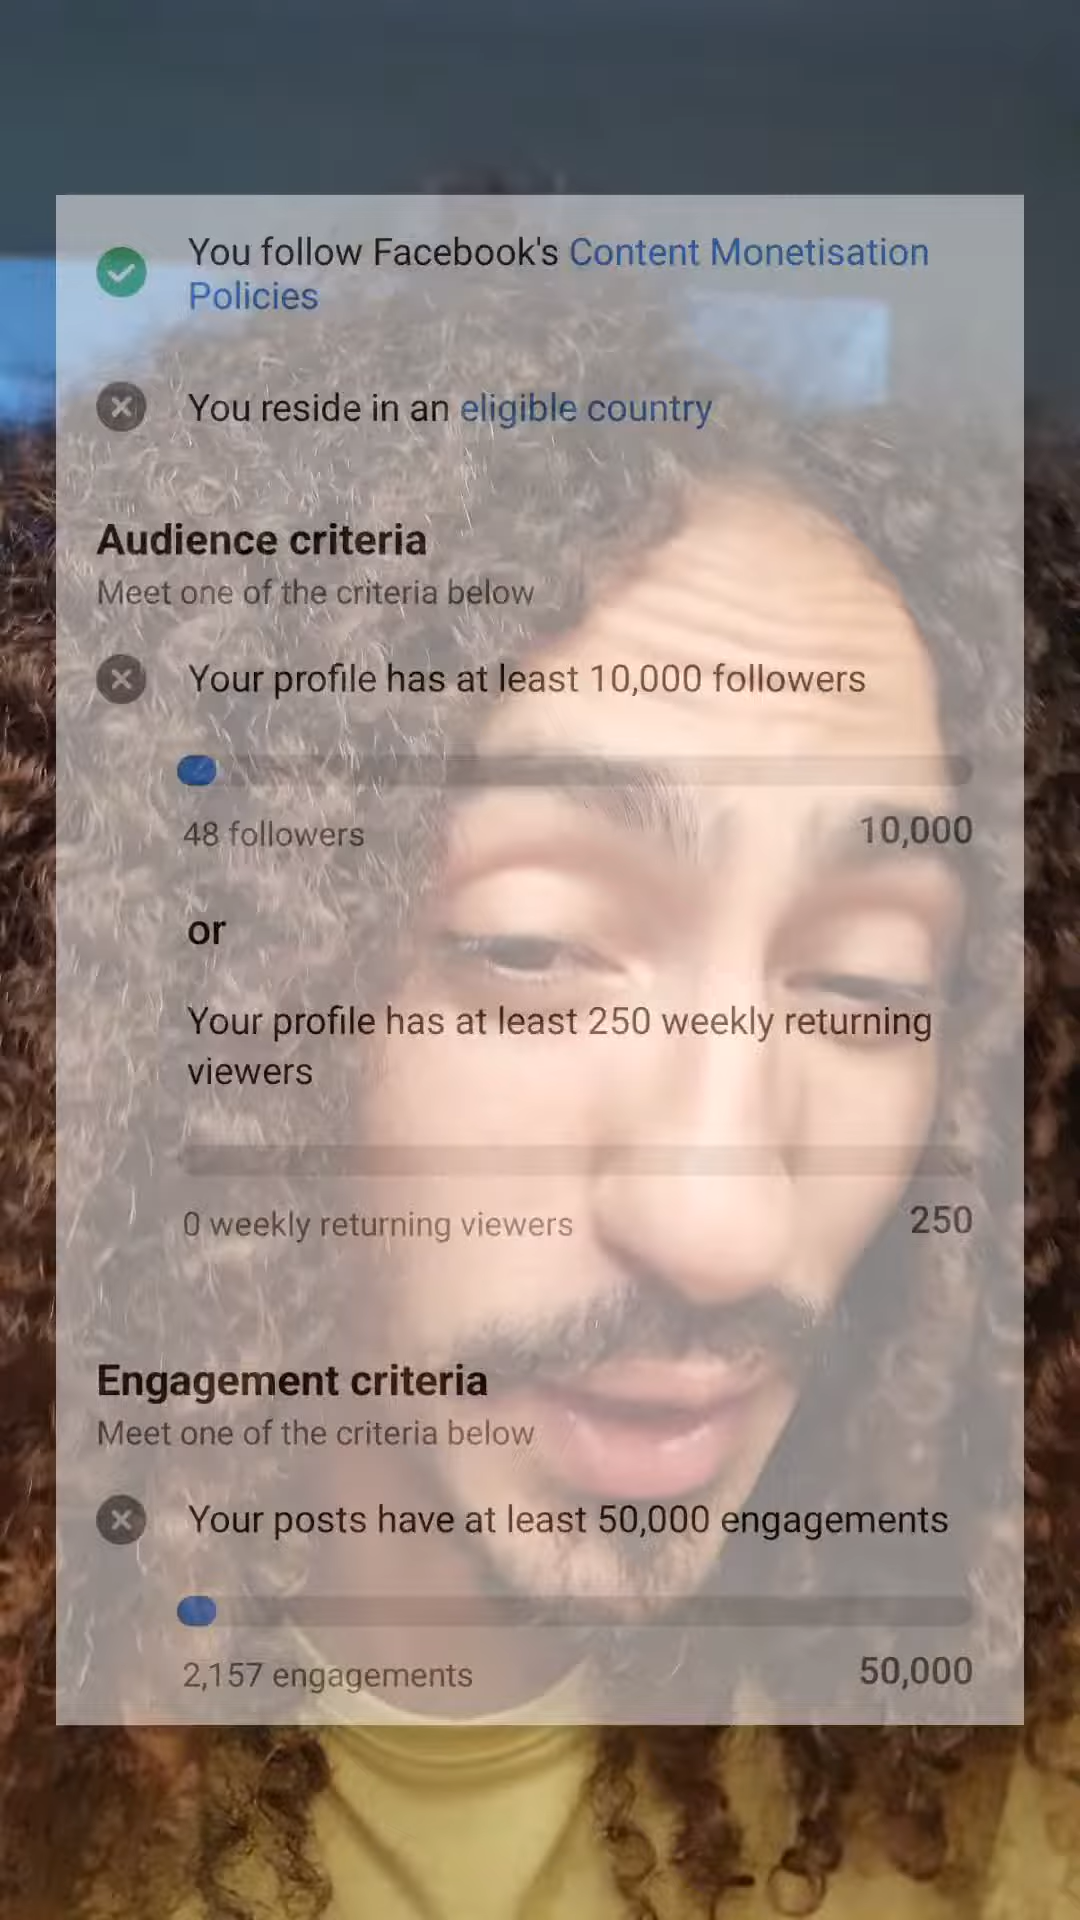 You follow Facebook's Content Monetisation
Policies
You reside in an eligible country
Audience criteria
Meet one of the criteria below
Your profile has at least 10,000 followers
48 followers
10,000
or
Your profile has at least 250 weekly returning
viewers
0 weekly returning viewers
250
Engagement criteria
Meet one of the criteria below
Your posts have at least 50,000 engagements
2,157 engagements
50,000